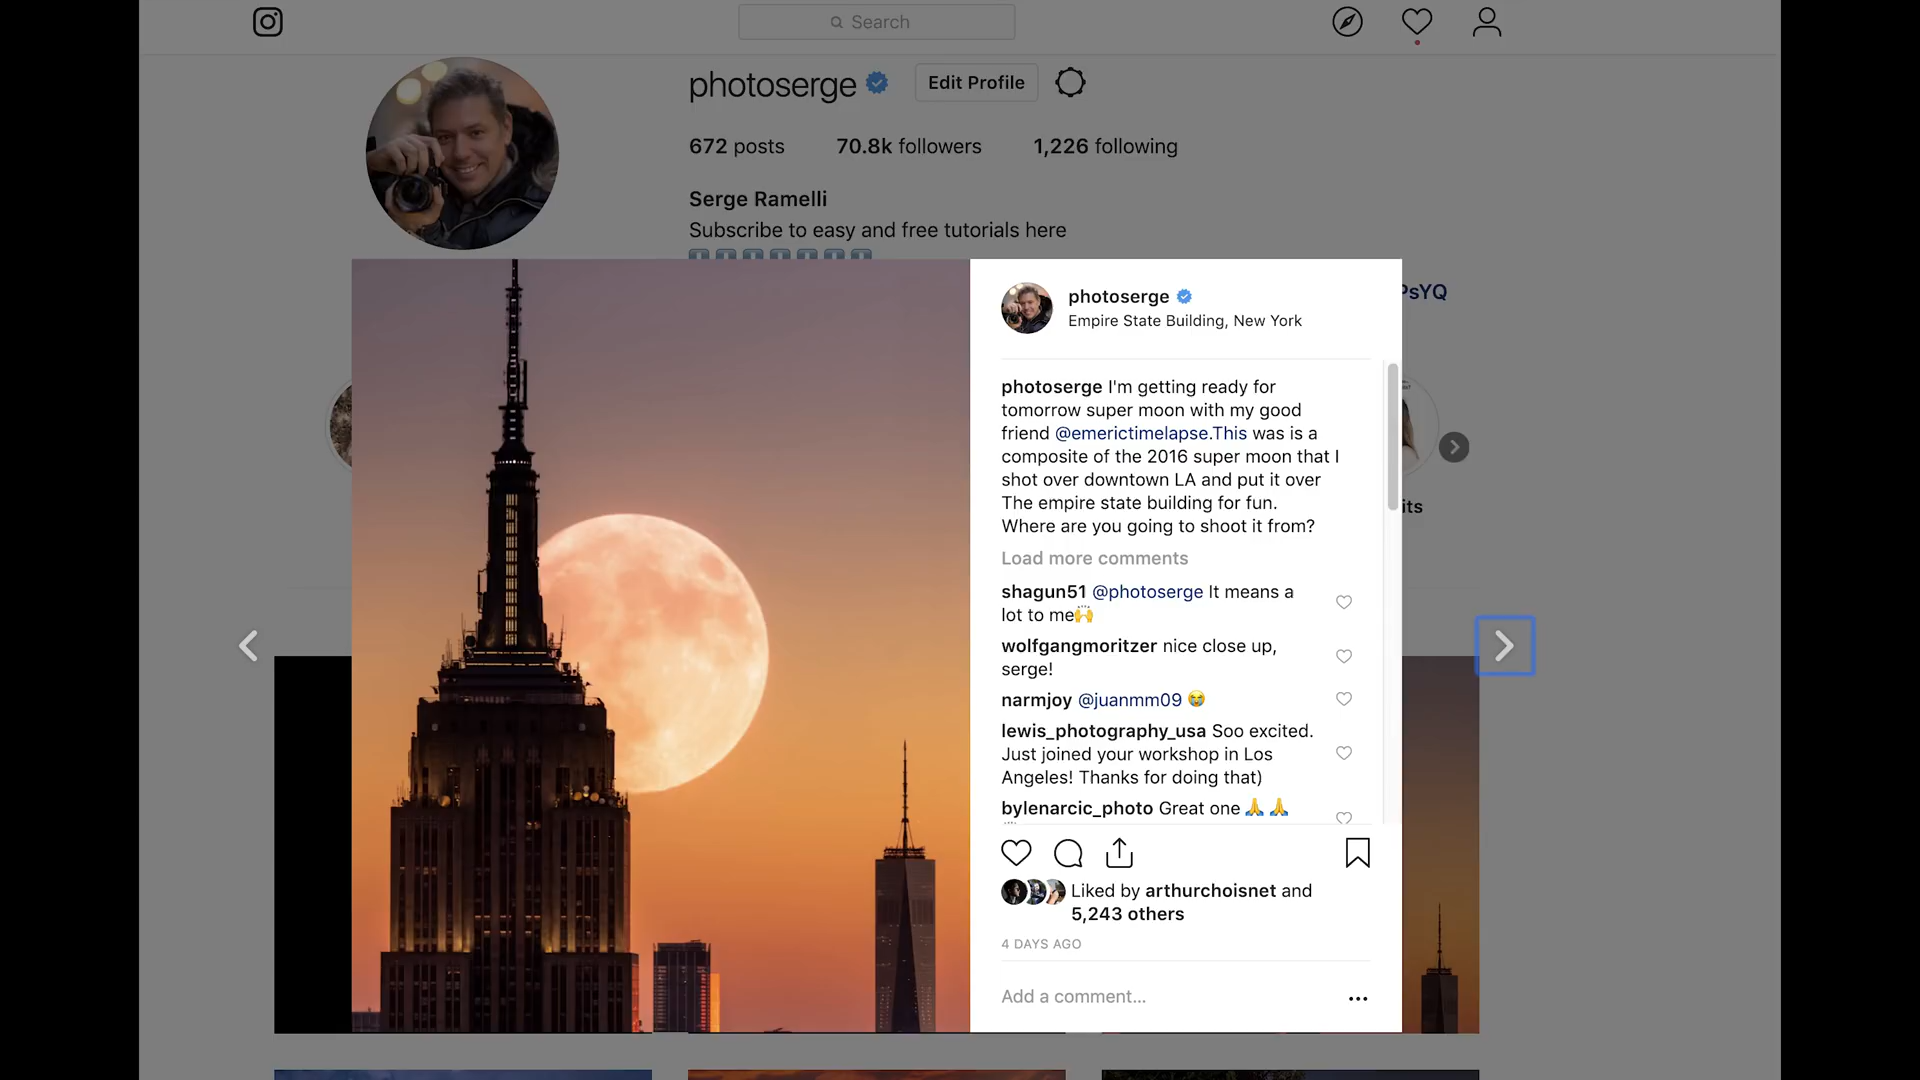 Search
photoserge
Edit Profile
672 posts 70.8k followers 1,226 following
Serge Ramelli
Subscribe to easy and free tutorials here
PsYQ
photoserge
Empire State Building, New York
photoserge I'm getting ready for
tomorrow super moon with my good
friend @emerictimelapse.This was is a
composite of the 2016 super moon that I
shot over downtown LA and put it over
The empire state building for fun.
Where are you going to shoot it from?
its
Load more comments
shagun51 @photoserge It means a
lot to me🙌
wolfgangmoritzer nice close up,
serge!
narmjoy @juanmm09 😭
lewis_photography_usa Soo excited.
Just joined your workshop in Los
Angeles! Thanks for doing that)
bylenarcic_photo Great one 🙏 🙏
Liked by arthurchoisnet and
5,243 others
4 DAYS AGO
Add a comment...